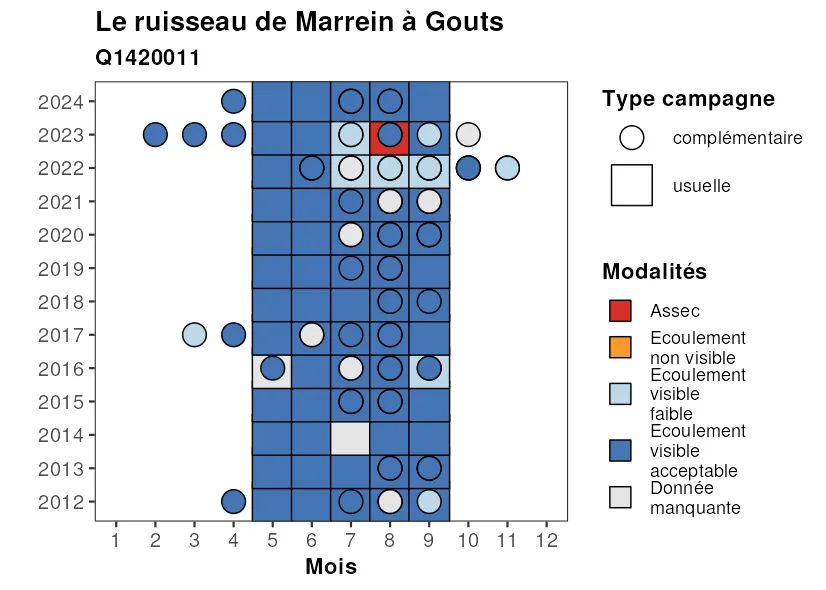 Le ruisseau de Marrein à Gouts
Q1420011
2024
2023
2022
2021
2020
2019
2018
2017
2016
2015
2014
2013
2012
1 2 3 4 5 6 7 8 9 10 11 12
Mois
Type campagne
complémentaire
usuelle
Modalités
Assec
Ecoulement
non visible
Ecoulement
visible
faible
Ecoulement
visible
acceptable
Donnée
manquante